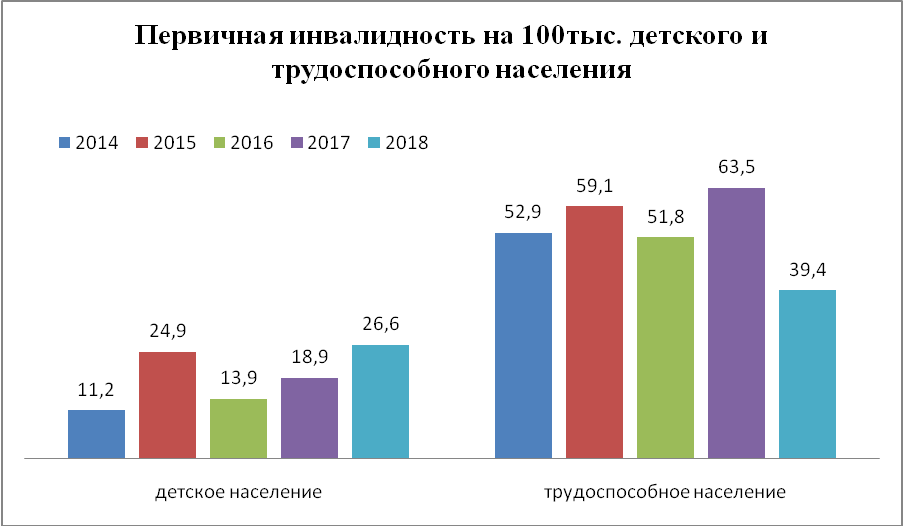 Первичная инвалидность на 100тыс. детского и
трудоспособного населения
2014 2015 2016 2017 2018
11,2
24,9
13,9
18,9
26,6
52,9
59,1
51,8
63,5
39,4
детское население
трудоспособное население